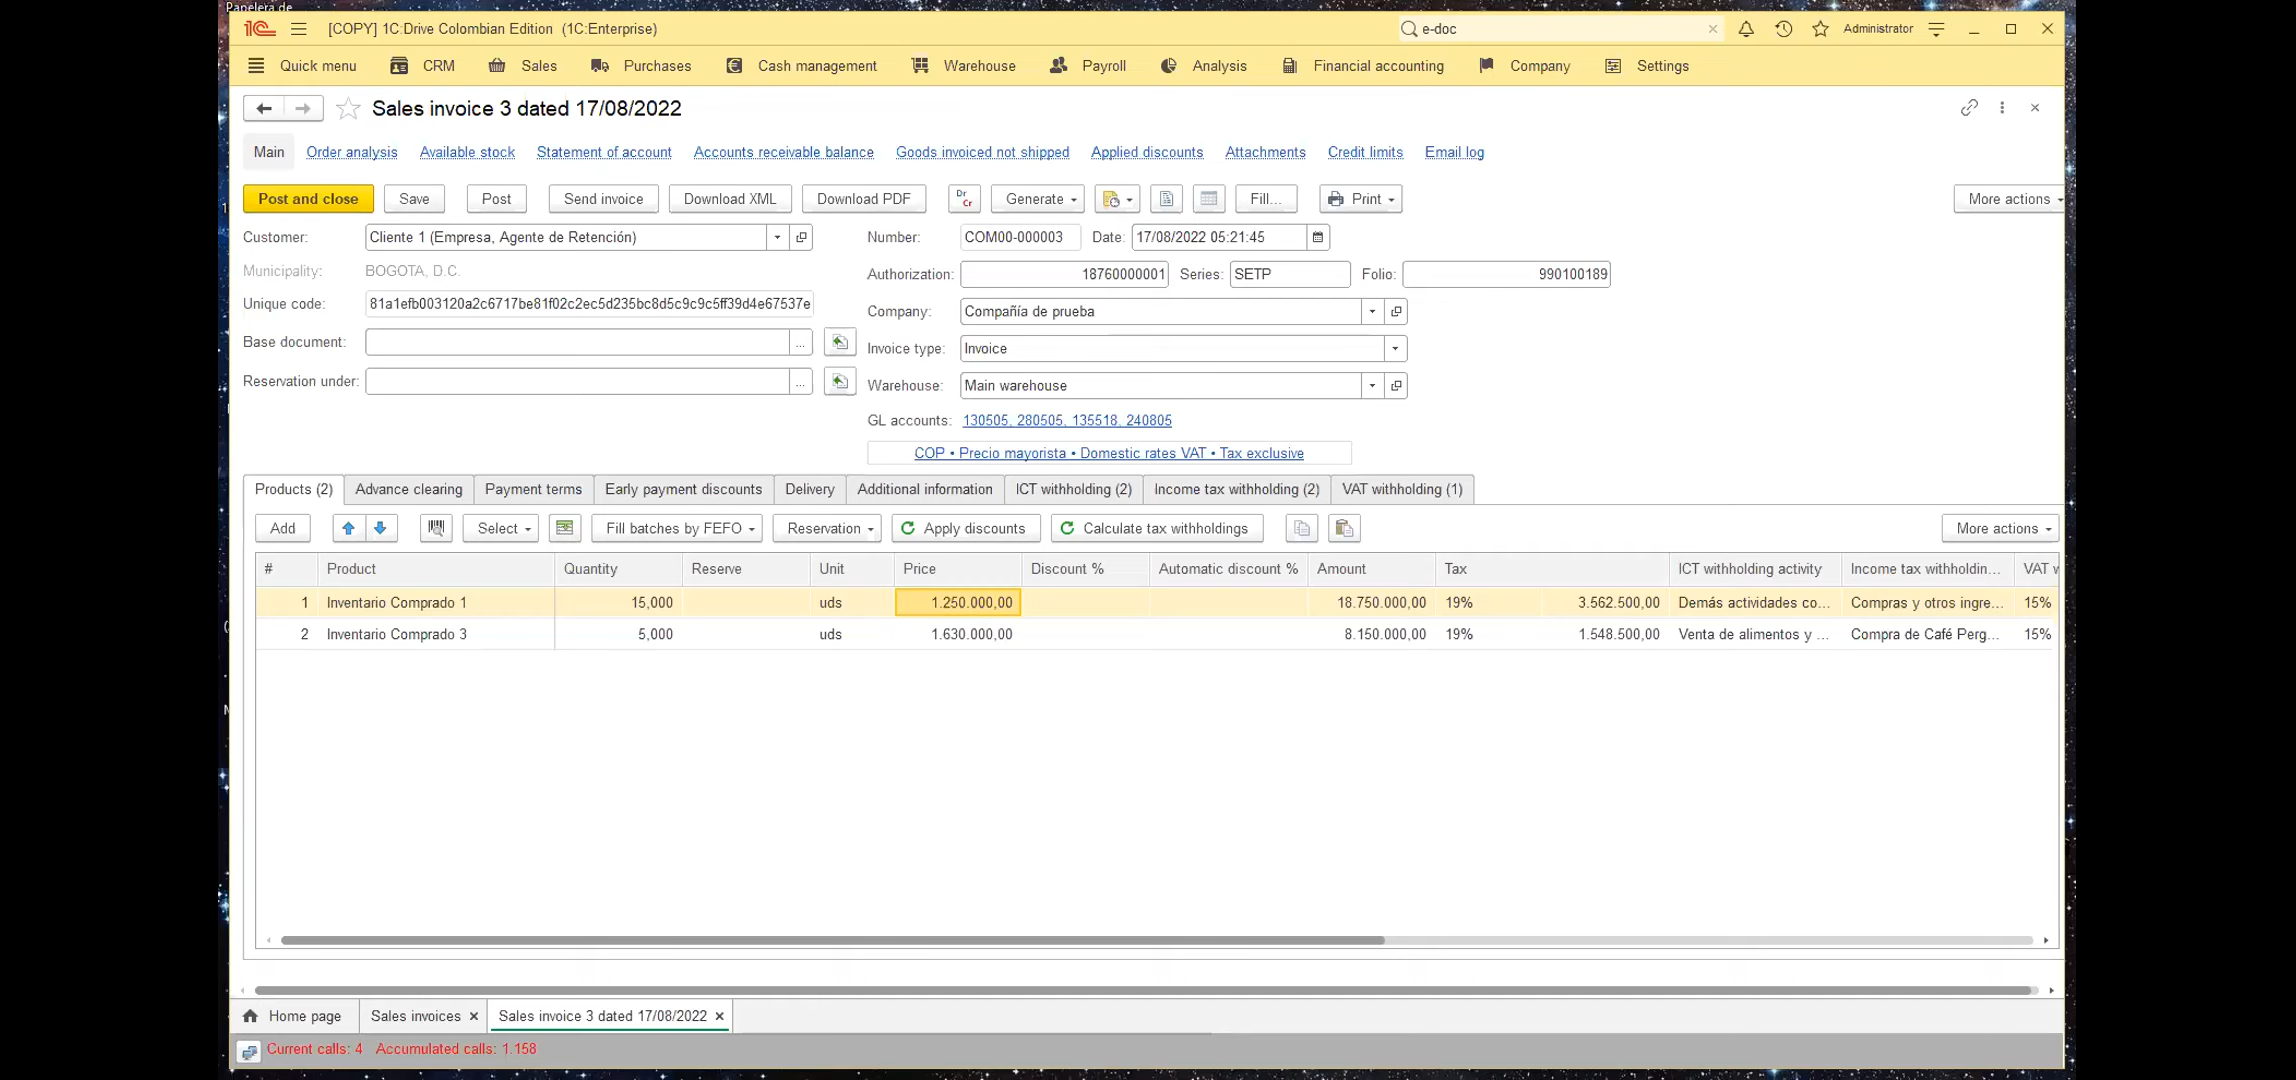 Papelera de
1C [COPY] 1C:Drive Colombian Edition (1C:Enterprise) e-doc Administrator
Quick menu CRM Sales Purchases Cash management Warehouse Payroll Analysis Financial accounting Company Settings
Sales invoice 3 dated 17/08/2022
Main Order analysis Available stock Statement of account Accounts receivable balance Goods invoiced not shipped Applied discounts Attachments Credit limits Email log
Post and close Save Post Send invoice Download XML Download PDF Dr Cr Generate Fill... Print More actions
Customer: Cliente 1 (Empresa, Agente de Retención) Number: COM00-000003 Date: 17/08/2022 05:21:45
Municipality: BOGOTA, D.C. Authorization: 18760000001 Series: SETP Folio: 990100189
Unique code: 81a1efb003120a2c6717be81f02c2ec5d235bc8d5c9c9c5ff39d4e67537e Company: Compañía de prueba
Base document: ... Invoice type: Invoice
Reservation under: ... Warehouse: Main warehouse
GL accounts: 130505, 280505, 135518, 240805
COP • Precio mayorista • Domestic rates VAT • Tax exclusive
Products (2) Advance clearing Payment terms Early payment discounts Delivery Additional information ICT withholding (2) Income tax withholding (2) VAT withholding (1)
Add Select Fill batches by FEFO Reservation Apply discounts Calculate tax withholdings More actions
# Product Quantity Reserve Unit Price Discount % Automatic discount % Amount Tax ICT withholding activity Income tax withholdin... VAT w
1 Inventario Comprado 1 15,000 uds 1.250.000,00 18.750.000,00 19% 3.562.500,00 Demás actividades co... Compras y otros ingre... 15%
2 Inventario Comprado 3 5,000 uds 1.630.000,00 8.150.000,00 19% 1.548.500,00 Venta de alimentos y ... Compra de Café Perg... 15%
Home page Sales invoices Sales invoice 3 dated 17/08/2022
Current calls: 4 Accumulated calls: 1.158